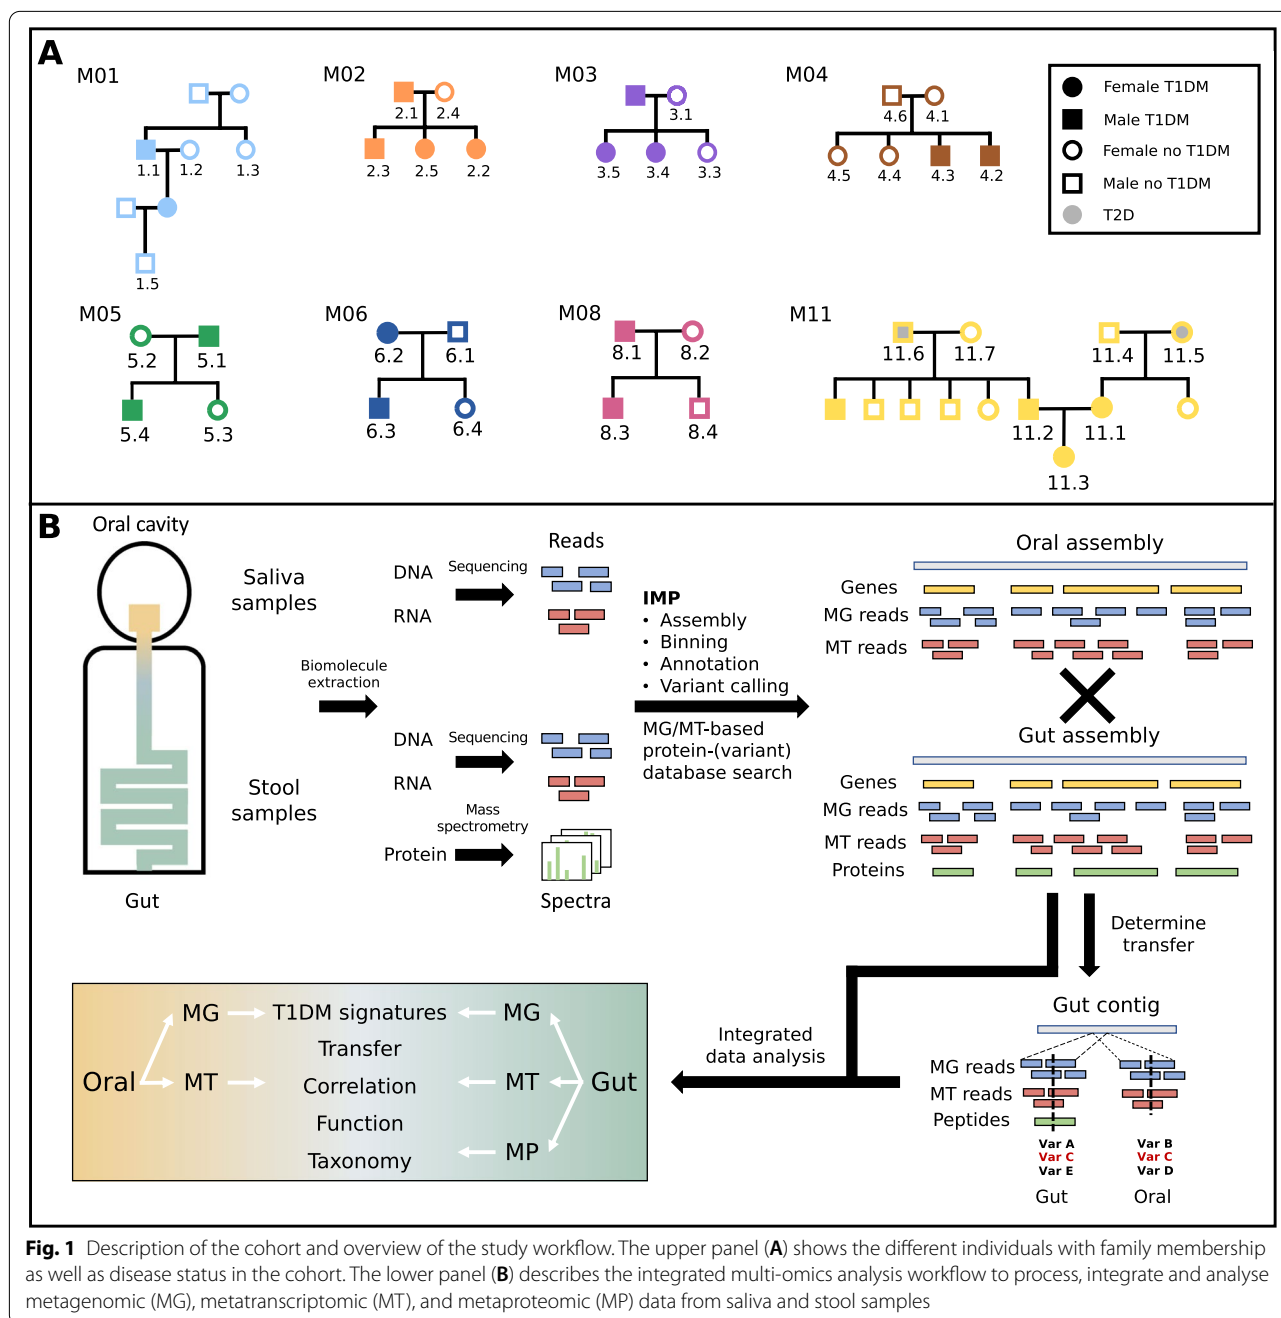 A
M01
1.1
1.2
1.3
1.5
M02
2.1
2.4
2.3
2.5
2.2
M03
3.1
3.5
3.4
3.3
M04
4.6
4.1
4.5
4.4
4.3
4.2
Female T1DM
Male T1DM
Female no T1DM
Male no T1DM
T2D
M05
5.2
5.1
5.4
5.3
M06
6.2
6.1
6.3
6.4
M08
8.1
8.2
8.3
8.4
M11
11.6
11.7
11.4
11.5
11.2
11.1
11.3
B
Oral cavity
Gut
Saliva
samples
Stool
samples
Biomolecule
extraction
DNA
RNA
Sequencing
Reads
DNA
RNA
Sequencing
Protein
Mass
spectrometry
Spectra
IMP
• Assembly
• Binning
• Annotation
• Variant calling
MG/MT-based
protein-(variant)
database search
Oral assembly
Genes
MG reads
MT reads
Gut assembly
Genes
MG reads
MT reads
Proteins
Determine
transfer
Gut contig
MG reads
MT reads
Peptides
Var A
Var C
Var E
Gut
Var B
Var C
Var D
Oral
Integrated
data analysis
Oral
MG
MT
T1DM signatures
Transfer
Correlation
Function
Taxonomy
MG
MT
MP
Gut
Fig. 1 Description of the cohort and overview of the study workflow. The upper panel (A) shows the different individuals with family membership
as well as disease status in the cohort. The lower panel (B) describes the integrated multi-omics analysis workflow to process, integrate and analyse
metagenomic (MG), metatranscriptomic (MT), and metaproteomic (MP) data from saliva and stool samples